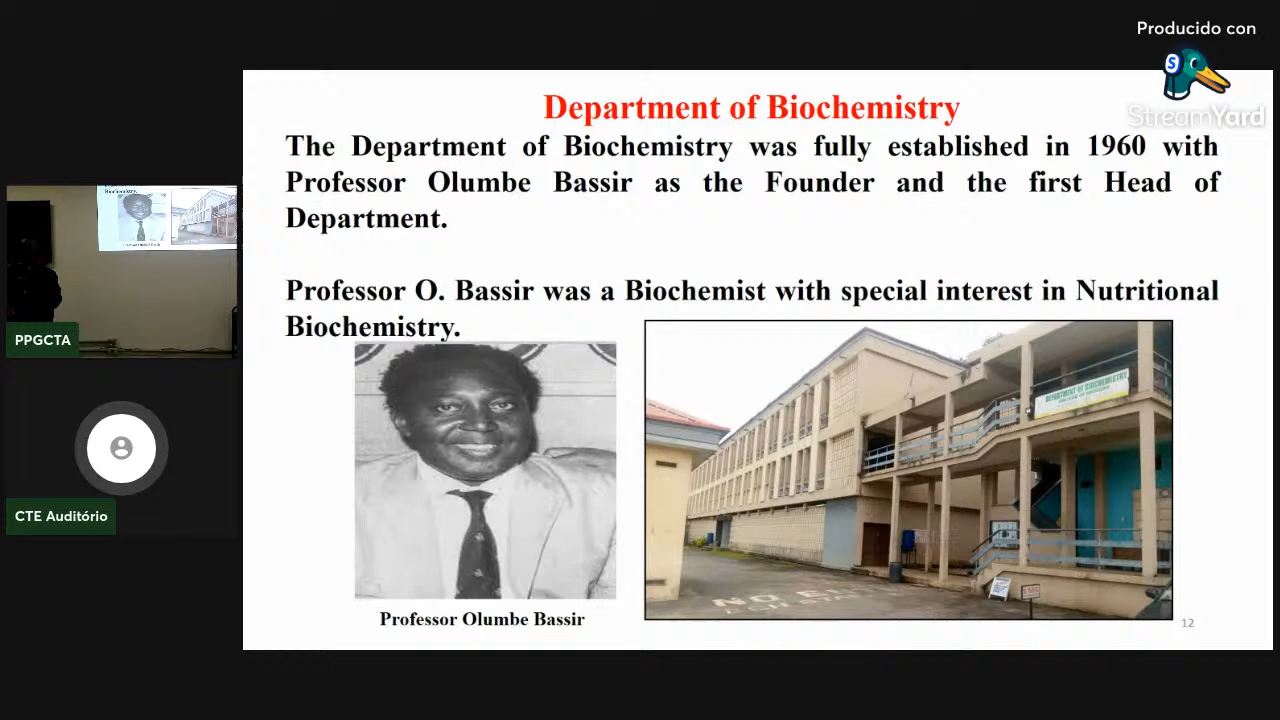 Producido con
StreamYard
Department of Biochemistry
The Department of Biochemistry was fully established in 1960 with
Professor Olumbe Bassir as the Founder and the first Head of
Department.
Professor O. Bassir was a Biochemist with special interest in Nutritional
Biochemistry.
DEPARTMENT OF BIOCHEMISTRY
Professor Olumbe Bassir
12
PPGCTA
CTE Auditório